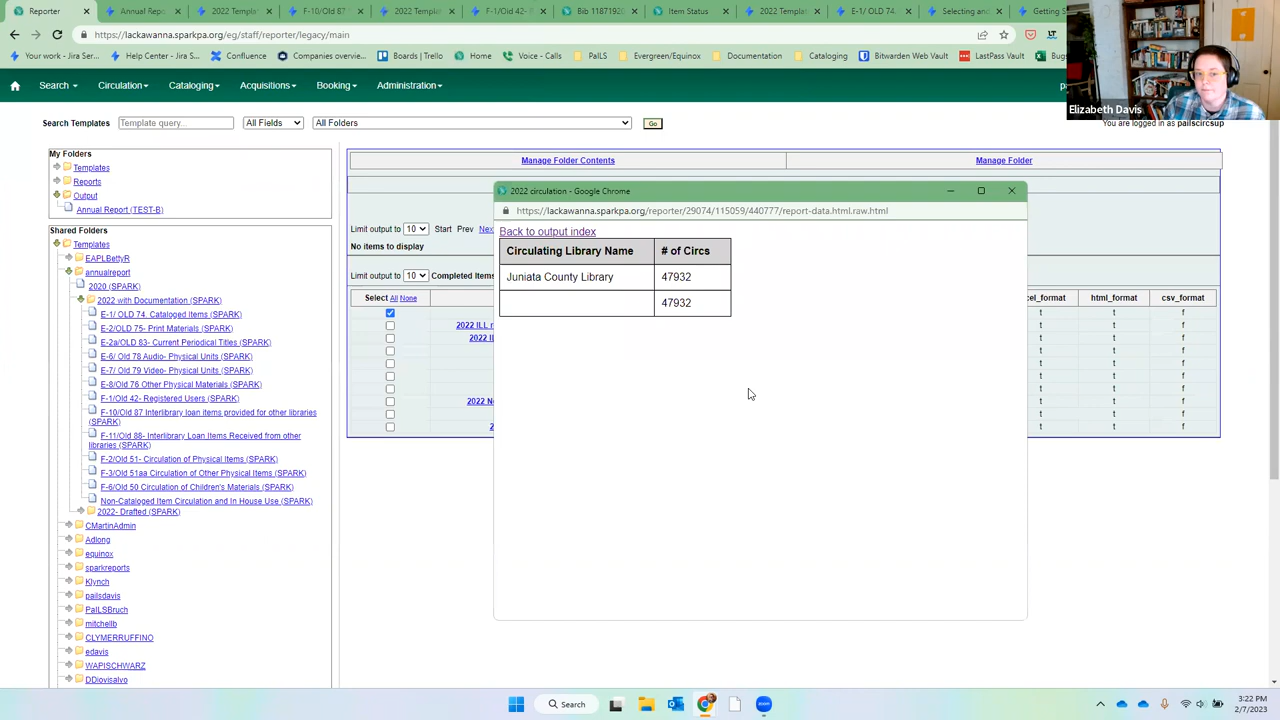 Your work - Jira Se
2022 Templates
F-10/Old 87
E-1/Old 42-
Bib 11871920
Item Status
2022 Templ
E-1/ OLD 74.
Selecting and
Getting S
https://lackawanna.sparkpa.org/eg/staff/reporter/legacy/main
Your work - Jira Ser...
Help Center - Jira S...
Confluence
Companies overview...
Boards | Trello
Voice - Calls
PaILS
Evergreen/Equinox
Documentation
Cataloging
Bitwarden Web Vault
LastPass Vault
Bug
Search
Circulation
Cataloging
Acquisitions
Booking
Administration
pa
Elizabeth Davis
Search Templates
Template query...
All Fields
All Folders
Go
You are logged in as pailscircsup
My Folders
Templates
Reports
Output
Annual Report (TEST-B)
Shared Folders
Templates
EAPLBettyR
annualreport
2020 (SPARK)
2022 with Documentation (SPARK)
E-1/ OLD 74. Cataloged Items (SPARK)
E-2/OLD 75- Print Materials (SPARK)
E-2a/OLD 83- Current Periodical Titles (SPARK)
E-6/ Old 78 Audio- Physical Units (SPARK)
E-7/ Old 79 Video- Physical Units (SPARK)
E-8/Old 76 Other Physical Materials (SPARK)
F-1/Old 42- Registered Users (SPARK)
F-10/Old 87 Interlibrary loan items provided for other libraries
(SPARK)
F-11/Old 88- Interlibrary Loan Items Received from other
libraries (SPARK)
F-2/Old 51- Circulation of Physical Items (SPARK)
F-3/Old 51aa Circulation of Other Physical Items (SPARK)
F-6/Old 50 Circulation of Children's Materials (SPARK)
Non-Cataloged Item Circulation and In House Use (SPARK)
2022- Drafted (SPARK)
CMartinAdmin
Adlong
equinox
sparkreports
Klynch
pailsdavis
PaILSBruch
mitchellb
CLYMERRUFFINO
edavis
WAPISCHWARZ
DDiovisalvo
Manage Folder Contents
Manage Folder
Limit output to 10 Start Prev Nex
No items to display
Limit output to 10 Completed Items
Select All None
cel_format
html_format
csv_format
t t f
2022 ILL r
t t f
2022 IL
t t f
t t f
t t f
t t f
t t f
2022 N
t t f
t t f
2
t t f
2022 circulation - Google Chrome
https://lackawanna.sparkpa.org/reporter/29074/115059/440777/report-data.html.raw.html
Back to output index
Circulating Library Name # of Circs
Juniata County Library 47932
47932
Search
3:22 PM
2/7/2023